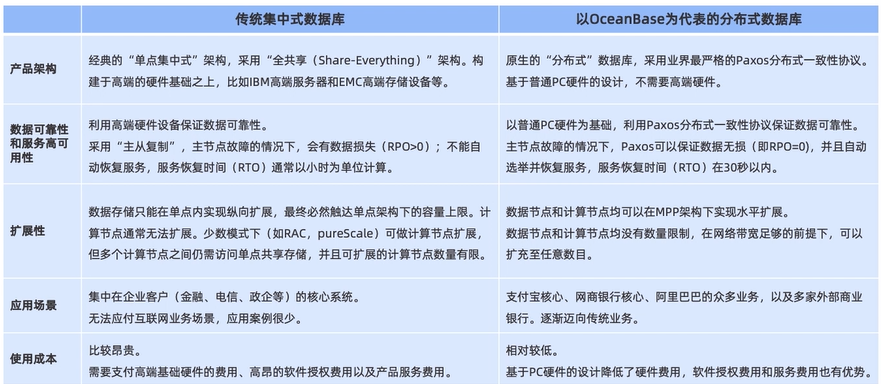 传统集中式数据库
以OceanBase为代表的分布式数据库
产品架构
经典的“单点集中式”架构，采用“全共享（Share-Everything）”架构。构
建于高端的硬件基础之上，比如IBM高端服务器和EMC高端存储设备等。
原生的“分布式”数据库，采用业界最严格的Paxos分布式一致性协议。
基于普通PC硬件的设计，不需要高端硬件。
数据可靠性
和服务高可
用性
利用高端硬件设备保证数据可靠性。
采用“主从复制”，主节点故障的情况下，会有数据损失（RPO>0）；不能自
动恢复服务，服务恢复时间（RTO）通常以小时为单位计算。
以普通PC硬件为基础，利用Paxos分布式一致性协议保证数据可靠性。
主节点故障的情况下，Paxos可以保证数据无损（即RPO=0),并且自动
选举并恢复服务，服务恢复时间（RTO）在30秒以内。
扩展性
数据存储只能在单点内实现纵向扩展，最终必然触达单点架构下的容量上限。计
算节点通常无法扩展。少数模式下（如RAC，pureScale）可做计算节点扩展，
但多个计算节点之间仍需访问单点共享存储，并且可扩展的计算节点数量有限。
数据节点和计算节点均可以在MPP架构下实现水平扩展。
数据节点和计算节点均没有数量限制，在网络带宽足够的前提下，可以
扩充至任意数目。
应用场景
集中在企业客户（金融、电信、政企等）的核心系统。
无法应付互联网业务场景，应用案例很少。
支付宝核心、网商银行核心、阿里巴巴的众多业务，以及多家外部商业
银行。逐渐迈向传统业务。
使用成本
比较昂贵。
需要支付高端基础硬件的费用、高昂的软件授权费用以及产品服务费用。
相对较低。
基于PC硬件的设计降低了硬件费用，软件授权费用和服务费用也有优势。